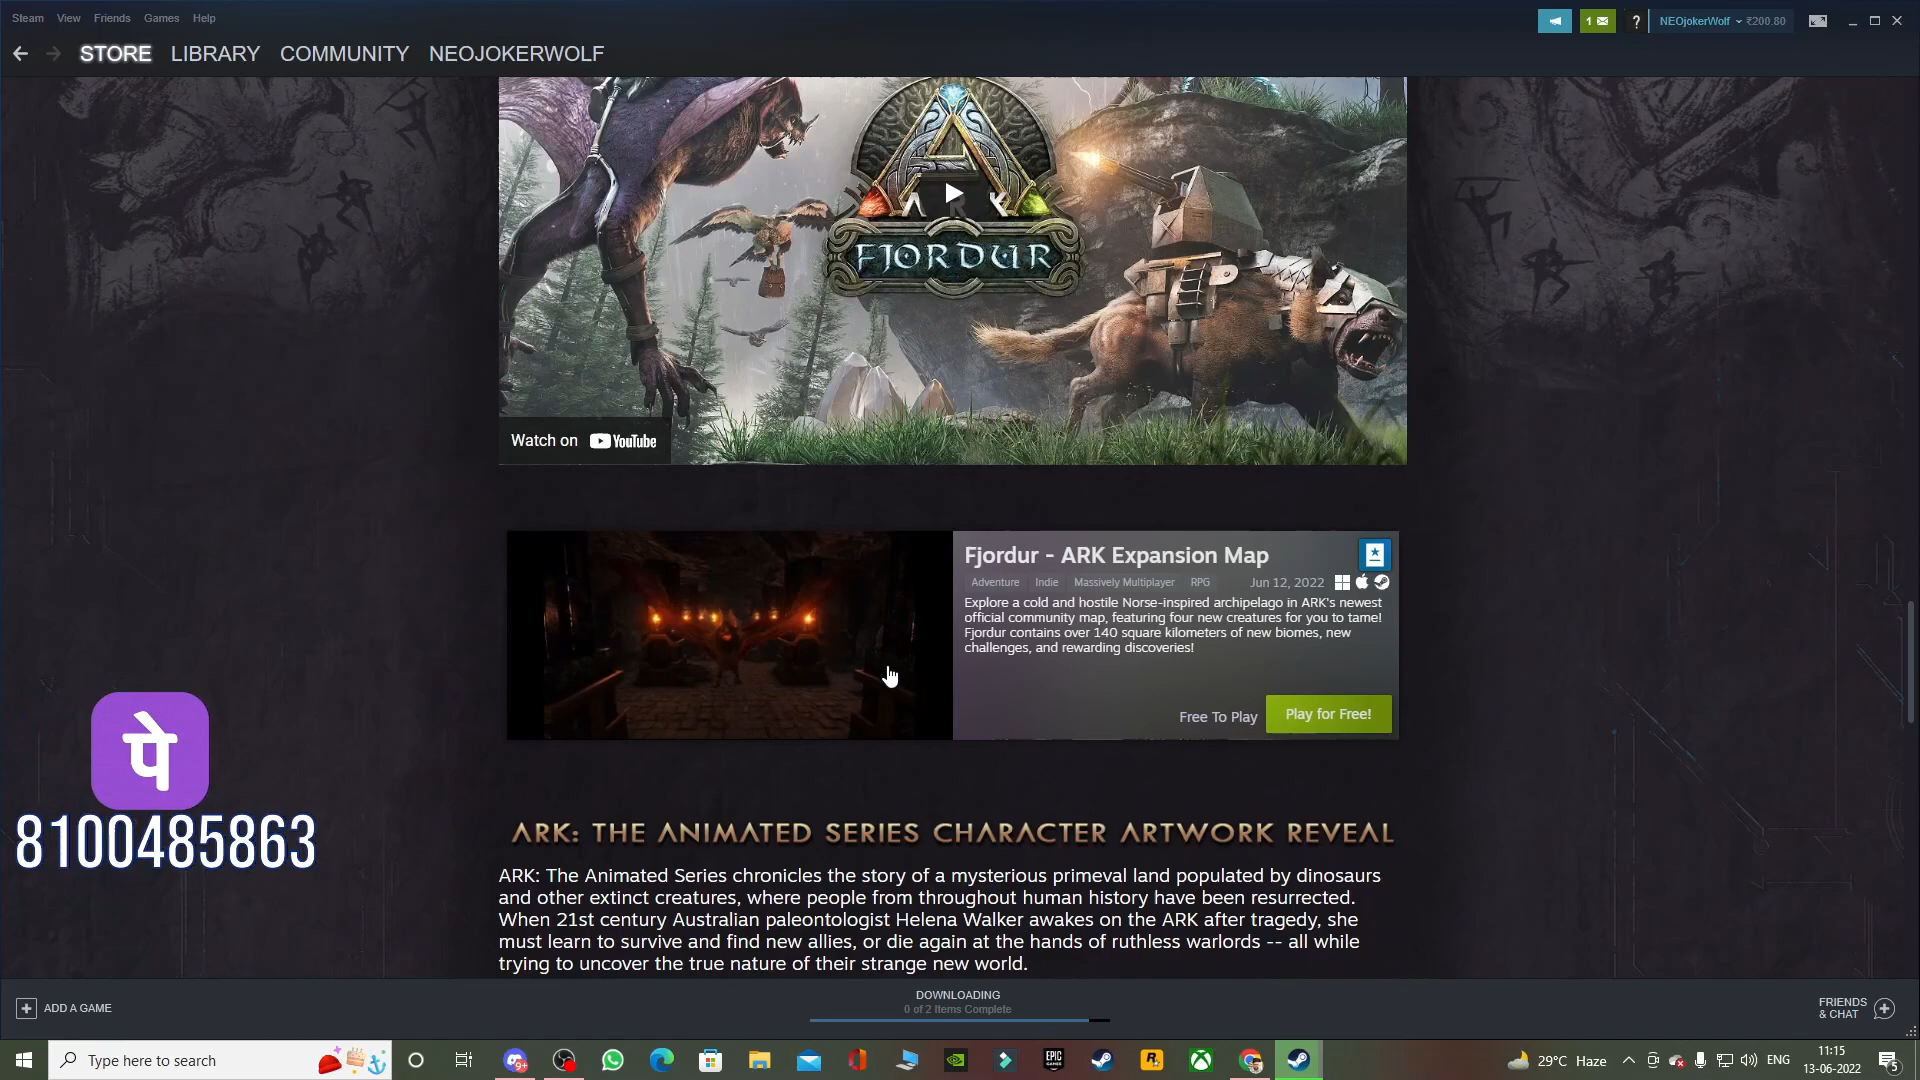 Steam View Friends Games Help
1 ? NEOjokerWolf ₹200.80
STORE LIBRARY COMMUNITY NEOJOKERWOLF
ARK
FJORDUR
Watch on YouTube
Fjordur - ARK Expansion Map
Adventure Indie Massively Multiplayer RPG Jun 12, 2022
Explore a cold and hostile Norse-inspired archipelago in ARK's newest
official community map, featuring four new creatures for you to tame!
Fjordur contains over 140 square kilometers of new biomes, new
challenges, and rewarding discoveries!
Free To Play Play for Free!
पे
8100485863
ARK: THE ANIMATED SERIES CHARACTER ARTWORK REVEAL
ARK: The Animated Series chronicles the story of a mysterious primeval land populated by dinosaurs
and other extinct creatures, where people from throughout human history have been resurrected.
When 21st century Australian paleontologist Helena Walker awakes on the ARK after tragedy, she
must learn to survive and find new allies, or die again at the hands of ruthless warlords -- all while
trying to uncover the true nature of their strange new world.
ADD A GAME
DOWNLOADING
0 of 2 Items Complete
FRIENDS
& CHAT
Type here to search
EPIC
GAMES
29°C Haze
ENG
11:15
13-06-2022
5